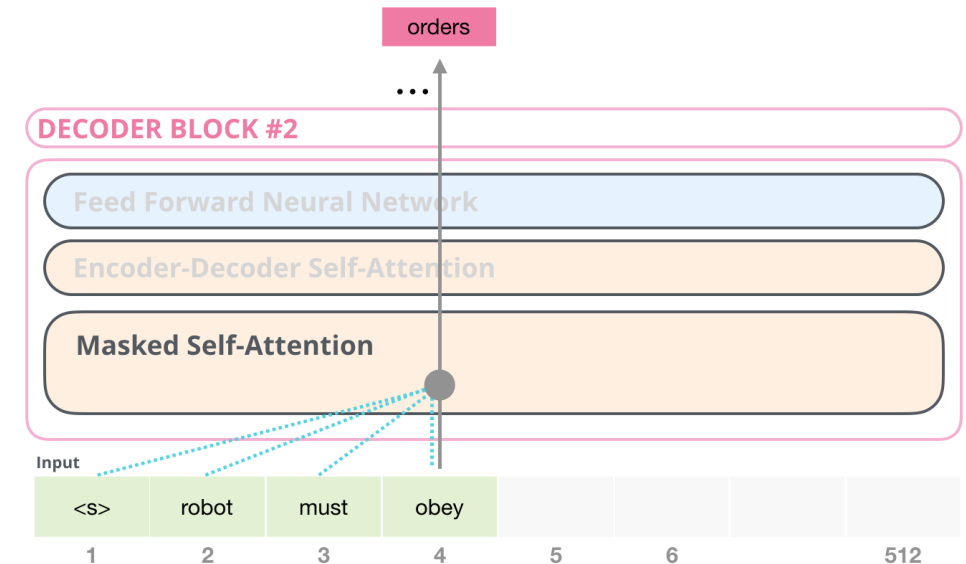 orders
...
DECODER BLOCK #2
Feed Forward Neural Network
Encoder-Decoder Self-Attention
Masked Self-Attention
Input
<s> robot must obey
1 2 3 4 5 6 512